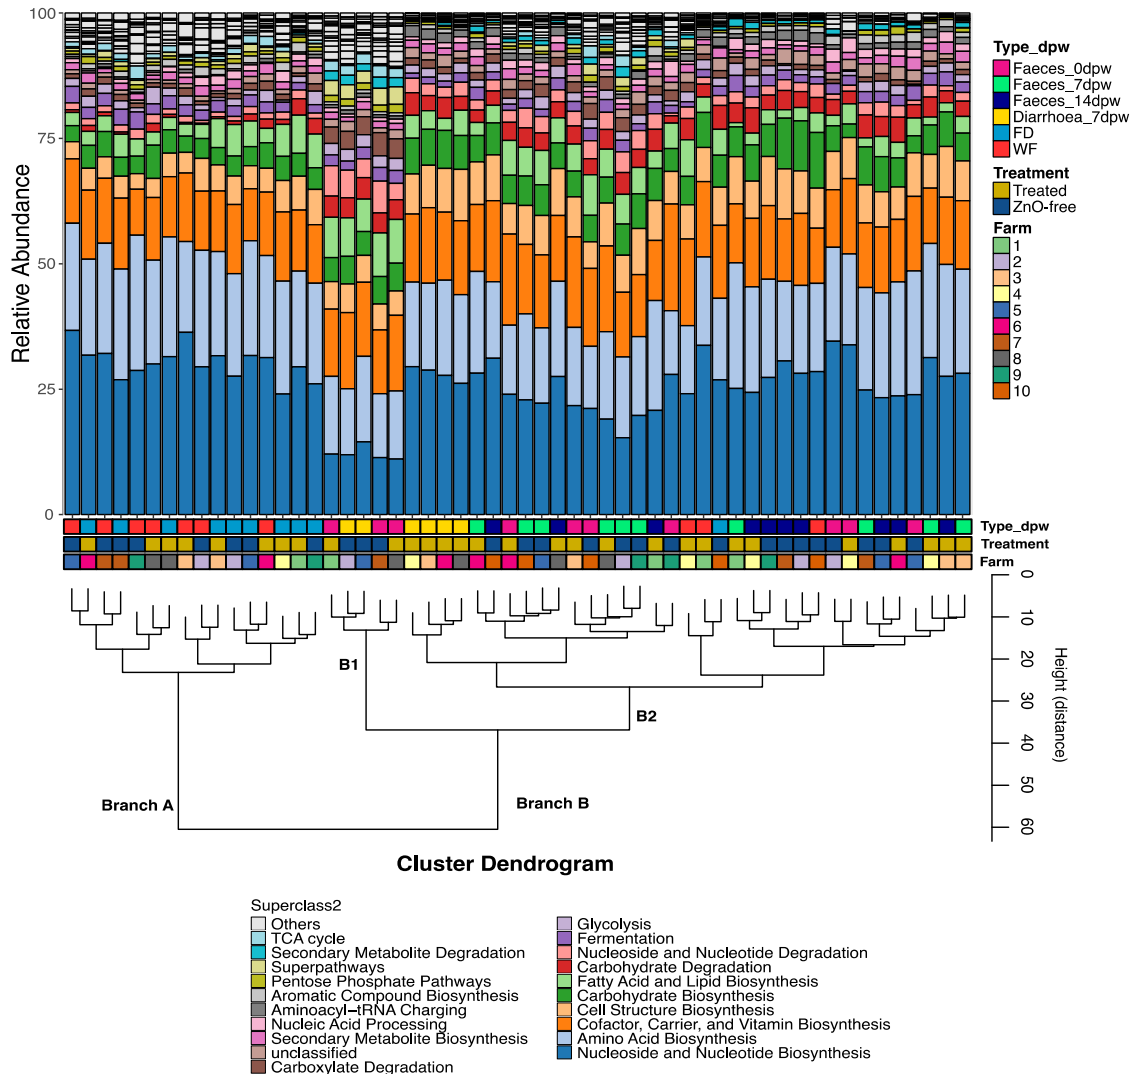 100
75
50
25
0
Relative Abundance
Type_dpw
Faeces_0dpw
Faeces_7dpw
Faeces_14dpw
Diarrhoea_7dpw
FD
WF
Treatment
Treated
ZnO-free
Farm
1
2
3
4
5
6
7
8
9
10
Type_dpw
Treatment
Farm
0
10
20
30
40
50
60
Height (distance)
B1
B2
Branch A
Branch B
Cluster Dendrogram
Superclass2
Others
TCA cycle
Secondary Metabolite Degradation
Superpathways
Pentose Phosphate Pathways
Aromatic Compound Biosynthesis
Aminoacyl−tRNA Charging
Nucleic Acid Processing
Secondary Metabolite Biosynthesis
unclassified
Carboxylate Degradation
Glycolysis
Fermentation
Nucleoside and Nucleotide Degradation
Carbohydrate Degradation
Fatty Acid and Lipid Biosynthesis
Carbohydrate Biosynthesis
Cell Structure Biosynthesis
Cofactor, Carrier, and Vitamin Biosynthesis
Amino Acid Biosynthesis
Nucleoside and Nucleotide Biosynthesis